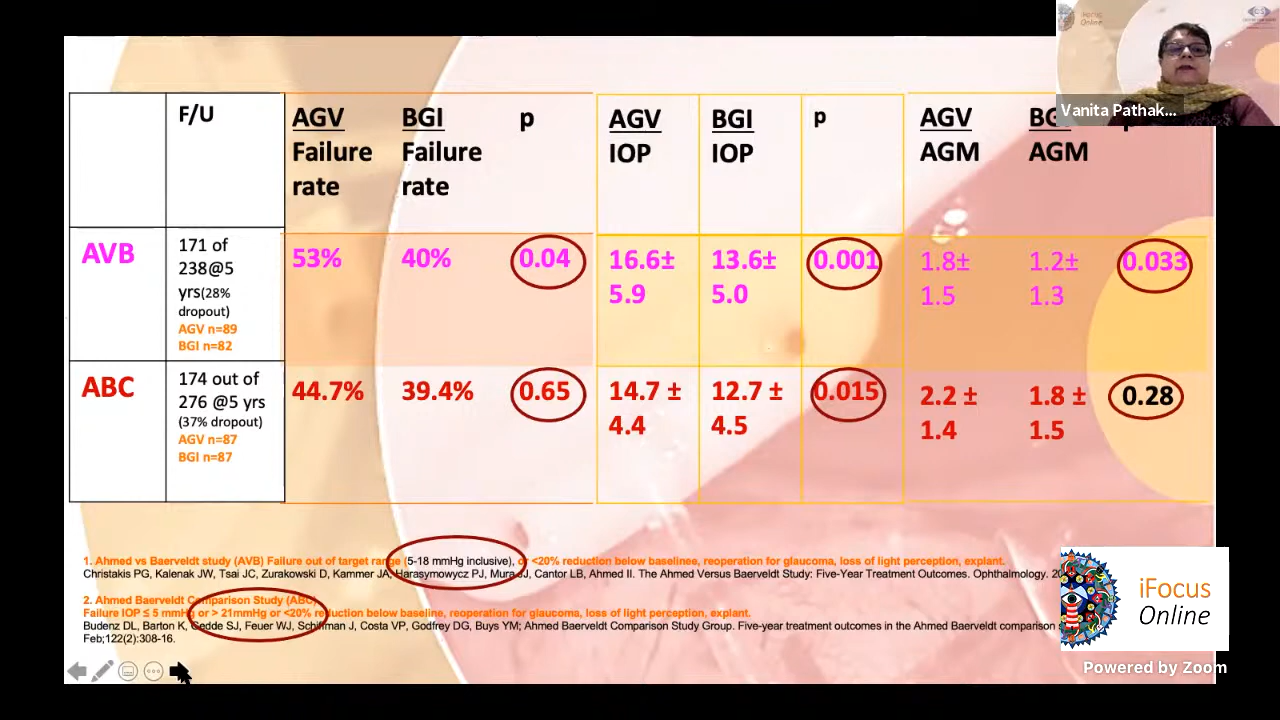 iFocus
Online
Vanita Pathak...
F/U
AGV
Failure
rate
BGI
Failure
rate
p
AGV
IOP
BGI
IOP
p
AGV
AGM
AGM
AVB
171 of
238@5
yrs(28%
dropout)
AGV n=89
BGI n=82
53%
40%
0.04
16.6±
5.9
13.6±
5.0
0.001
1.8±
1.5
1.2±
1.3
0.033
ABC
174 out of
276 @5 yrs
(37% dropout)
AGV n=87
BGI n=87
44.7%
39.4%
0.65
14.7 ±
4.4
12.7 ±
4.5
0.015
2.2 ±
1.4
1.8 ±
1.5
0.28
1. Ahmed vs Baerveldt study (AVB) Failure out of target range (5-18 mmHg inclusive), or <20% reduction below baselinee, reoperation for glaucoma, loss of light perception, explant.
Christakis PG, Kalenak JW, Tsai JC, Zurakowski D, Kammer JA, Harasymowycz PJ, Mura JJ, Cantor LB, Ahmed II. The Ahmed Versus Baerveldt Study: Five-Year Treatment Outcomes. Ophthalmology.
2. Ahmed Baerveldt Comparison Study (ABC)
Failure IOP ≤ 5 mmHg or > 21mmHg or <20% reduction below baseline, reoperation for glaucoma, loss of light perception, explant.
Budenz DL, Barton K, Gedde SJ, Feuer WJ, Schiffman J, Costa VP, Godfrey DG, Buys YM; Ahmed Baerveldt Comparison Study Group. Five-year treatment outcomes in the Ahmed Baerveldt comparison
Feb;122(2):308-16.
iFocus
Online
Powered by Zoom